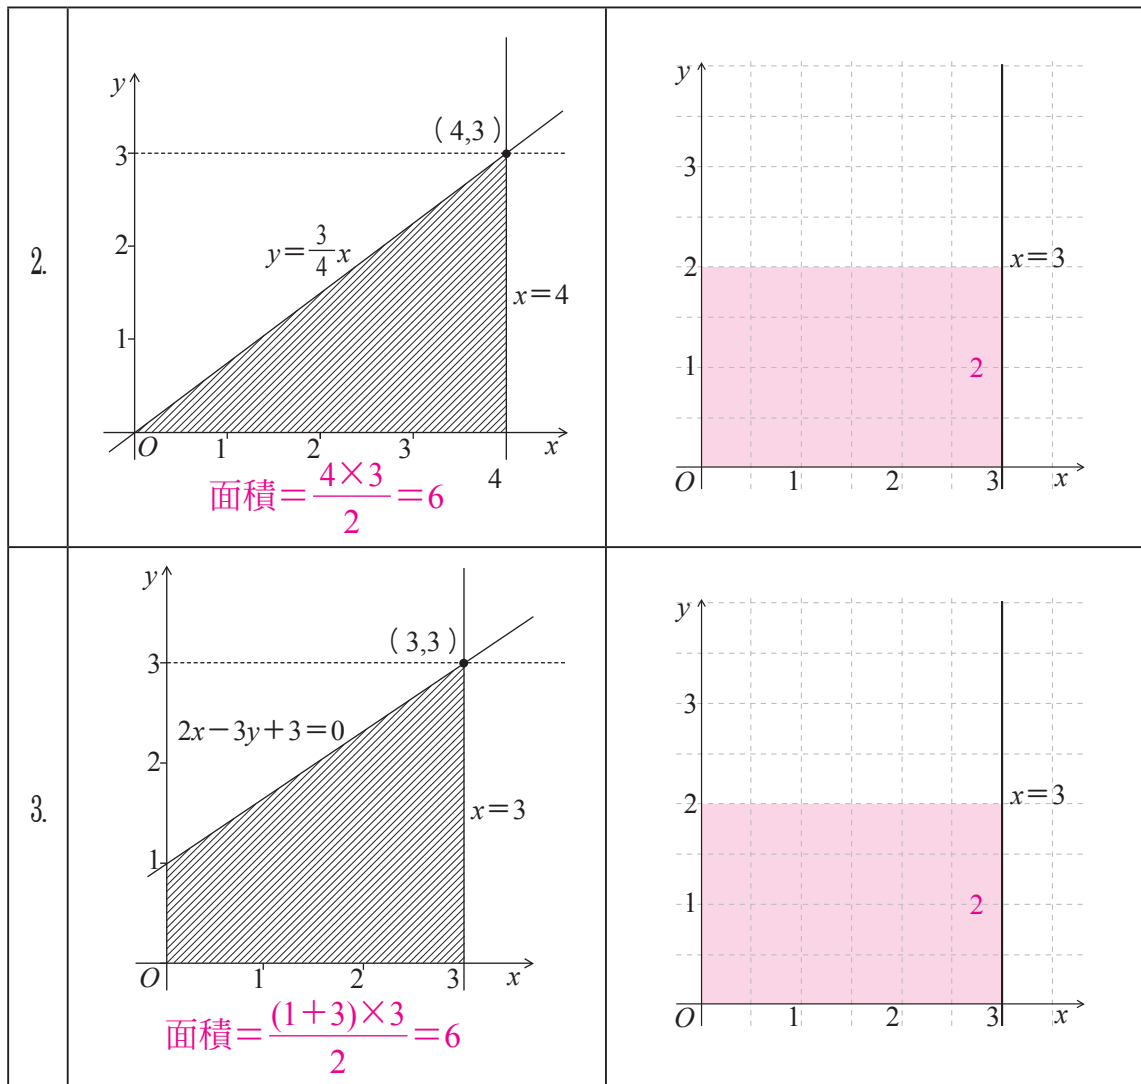 2.
y
(4,3)
3
2
y=3/4x
x=4
1
O 1 2 3 4 x
面積=4×3/2=6
y
3
2
x=3
1
2
O 1 2 3 x
3.
y
(3,3)
3
2x−3y+3=0
2
x=3
1
O 1 2 3 x
面積=(1+3)×3/2=6
y
3
2
x=3
1
2
O 1 2 3 x